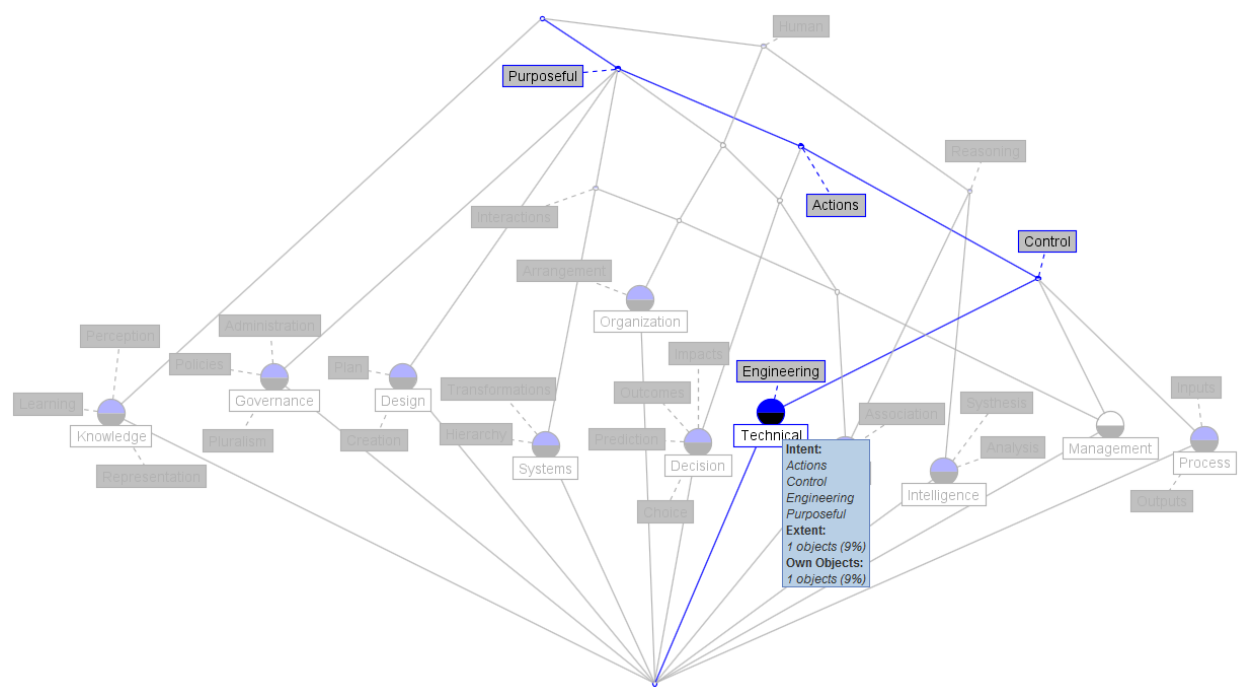 Human
Purposeful
Reasoning
Actions
Interactions
Control
Arrangement
Organization
Administration
Perception
Impacts
Policies
Plan
Engineering
Transformations
Outcomes
Inputs
Governance
Design
Learning
Association
Systhesis
Knowledge
Technical
Hierarchy
Prediction
Pluralism
Creation
Analysis
Management
Systems
Decision
Process
Representation
Intelligence
Choice
Outputs
Intent:
Actions
Control
Engineering
Purposeful
Extent:
1 objects (9%)
Own Objects:
1 objects (9%)